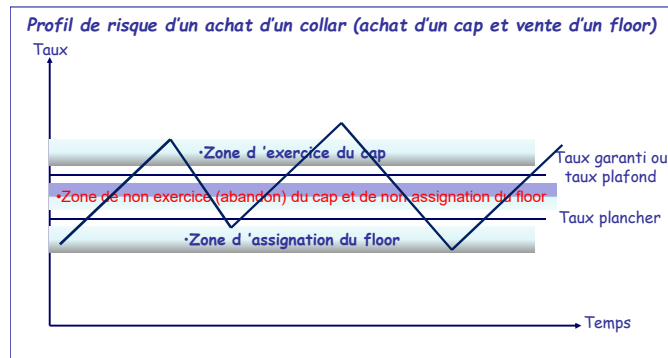 Profil de risque d'un achat d'un collar (achat d'un cap et vente d'un floor)
Taux
•Zone d 'exercice du cap
Taux garanti ou
taux plafond
•Zone de non exercice (abandon) du cap et de non assignation du floor
Taux plancher
•Zone d 'assignation du floor
Temps